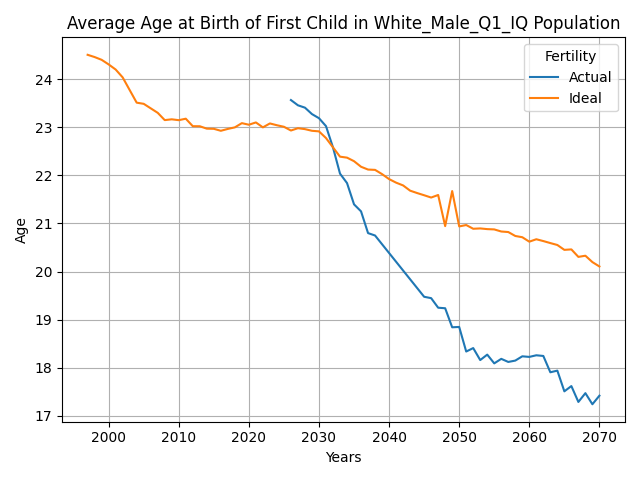 Average Age at Birth of First Child in White_Male_Q1_IQ Population
Fertility
Actual
Ideal
Age
24
23
22
21
20
19
18
17
2000
2010
2020
2030
2040
2050
2060
2070
Years